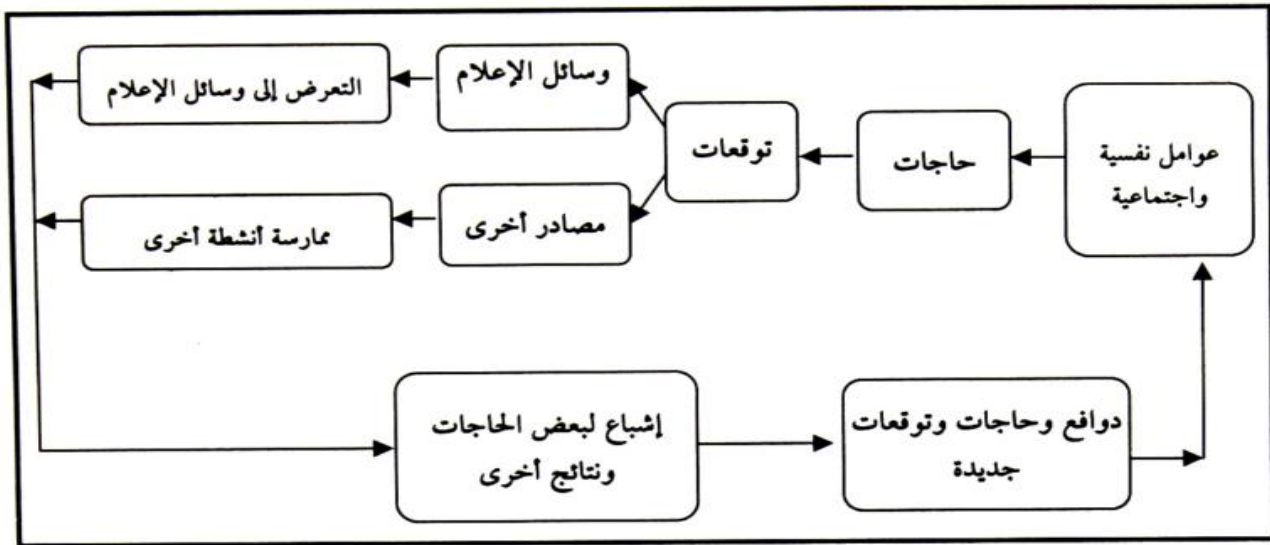 عوامل نفسية
واجتماعية
حاجات
توقعات
وسائل الإعلام
التعرض إلى وسائل الإعلام
مصادر أخرى
ممارسة أنشطة أخرى
إشباع لبعض الحاجات
ونتائج أخرى
دوافع وحاجات وتوقعات
جديدة